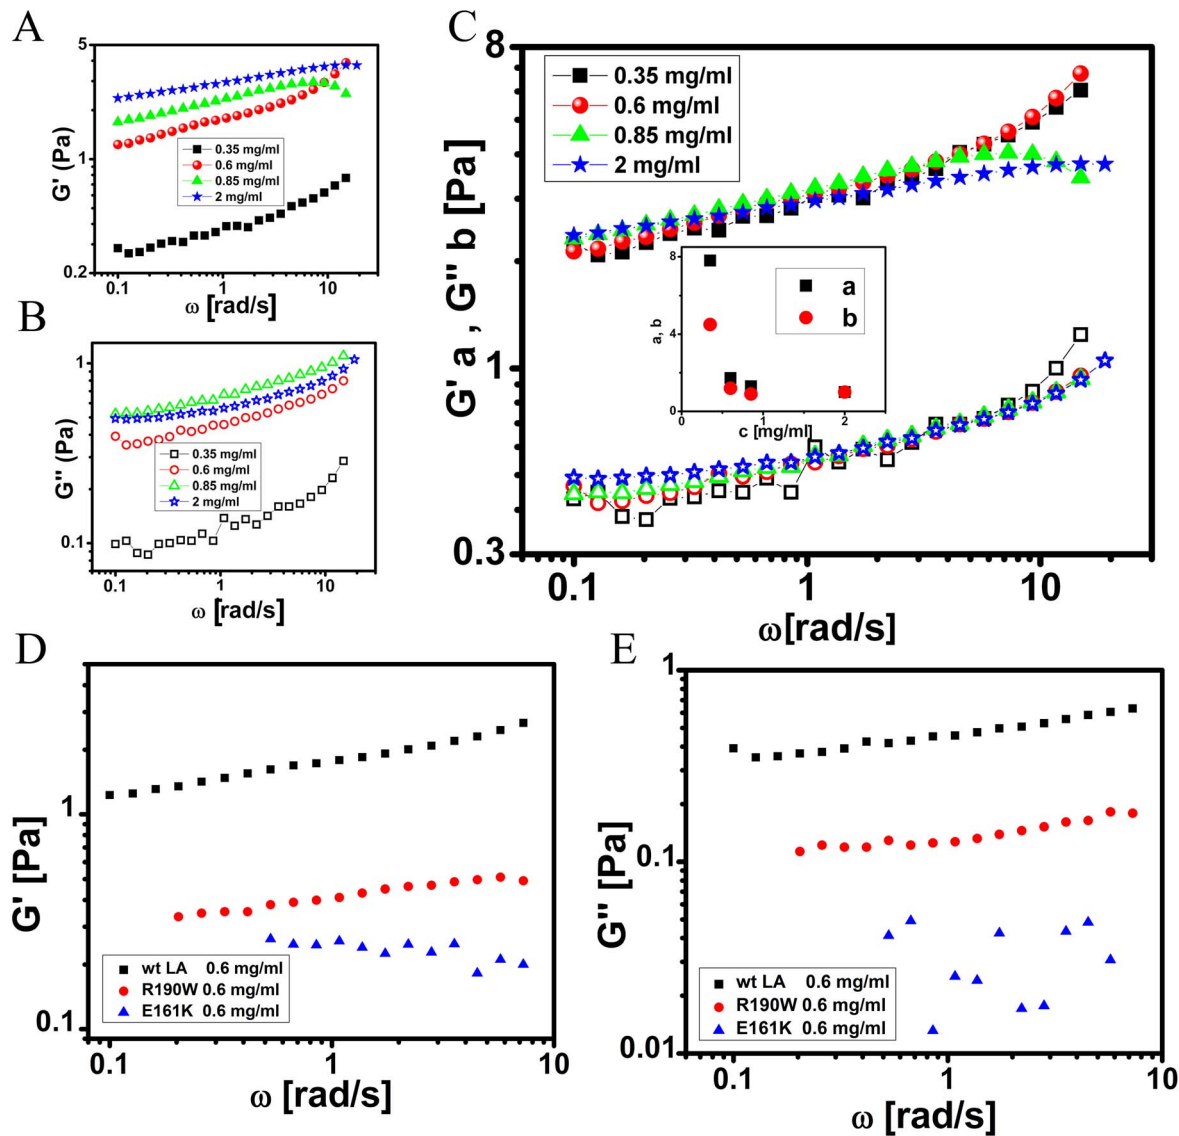 A
5
1
0.2
G' (Pa)
0.35 mg/ml
0.6 mg/ml
0.85 mg/ml
2 mg/ml
0.1
1
10
ω [rad/s]
B
1
0.1
G'' (Pa)
0.35 mg/ml
0.6 mg/ml
0.85 mg/ml
2 mg/ml
0.1
1
10
ω [rad/s]
C
8
1
0.3
G' a , G'' b [Pa]
0.35 mg/ml
0.6 mg/ml
0.85 mg/ml
2 mg/ml
8
4
0
a, b
a
b
0
1
2
c [mg/ml]
0.1
1
10
ω[rad/s]
D
1
0.1
G' [Pa]
wt LA 0.6 mg/ml
R190W 0.6 mg/ml
E161K 0.6 mg/ml
0.1
1
10
ω [rad/s]
E
1
0.1
0.01
G'' [Pa]
wt LA 0.6 mg/ml
R190W 0.6 mg/ml
E161K 0.6 mg/ml
0.1
1
10
ω [rad/s]